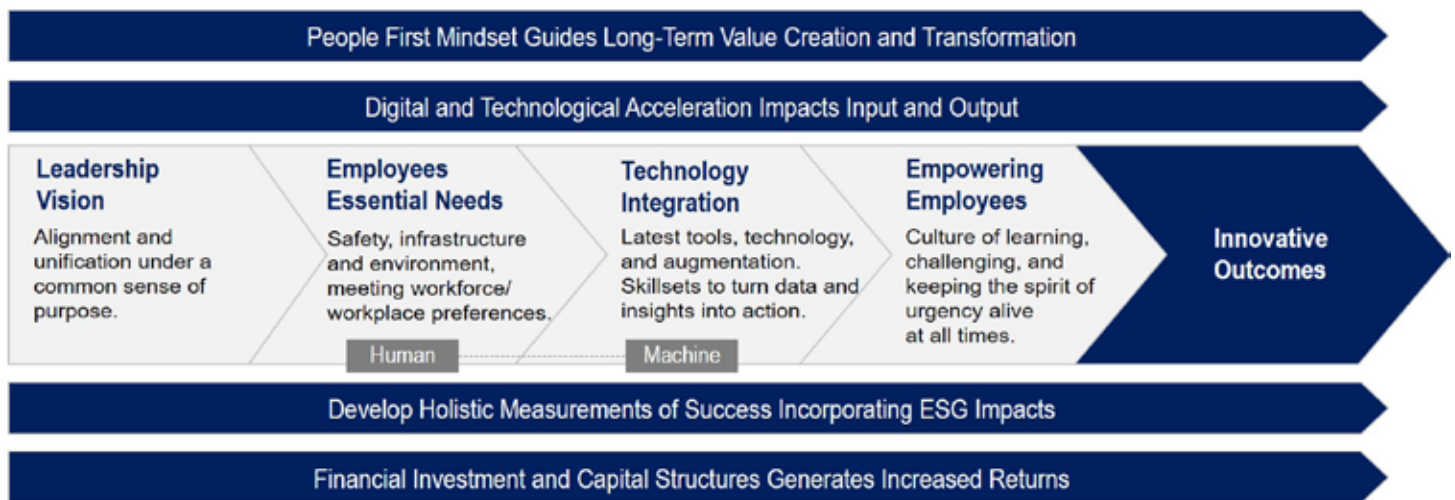 People First Mindset Guides Long-Term Value Creation and Transformation
Digital and Technological Acceleration Impacts Input and Output
Leadership
Vision
Alignment and
unification under a
common sense of
purpose.
Employees
Essential Needs
Safety, infrastructure
and environment,
meeting workforce/
workplace preferences.
Human
Technology
Integration
Latest tools, technology,
and augmentation.
Skillsets to turn data and
insights into action.
Machine
Empowering
Employees
Culture of learning,
challenging, and
keeping the spirit of
urgency alive
at all times.
Innovative
Outcomes
Develop Holistic Measurements of Success Incorporating ESG Impacts
Financial Investment and Capital Structures Generates Increased Returns